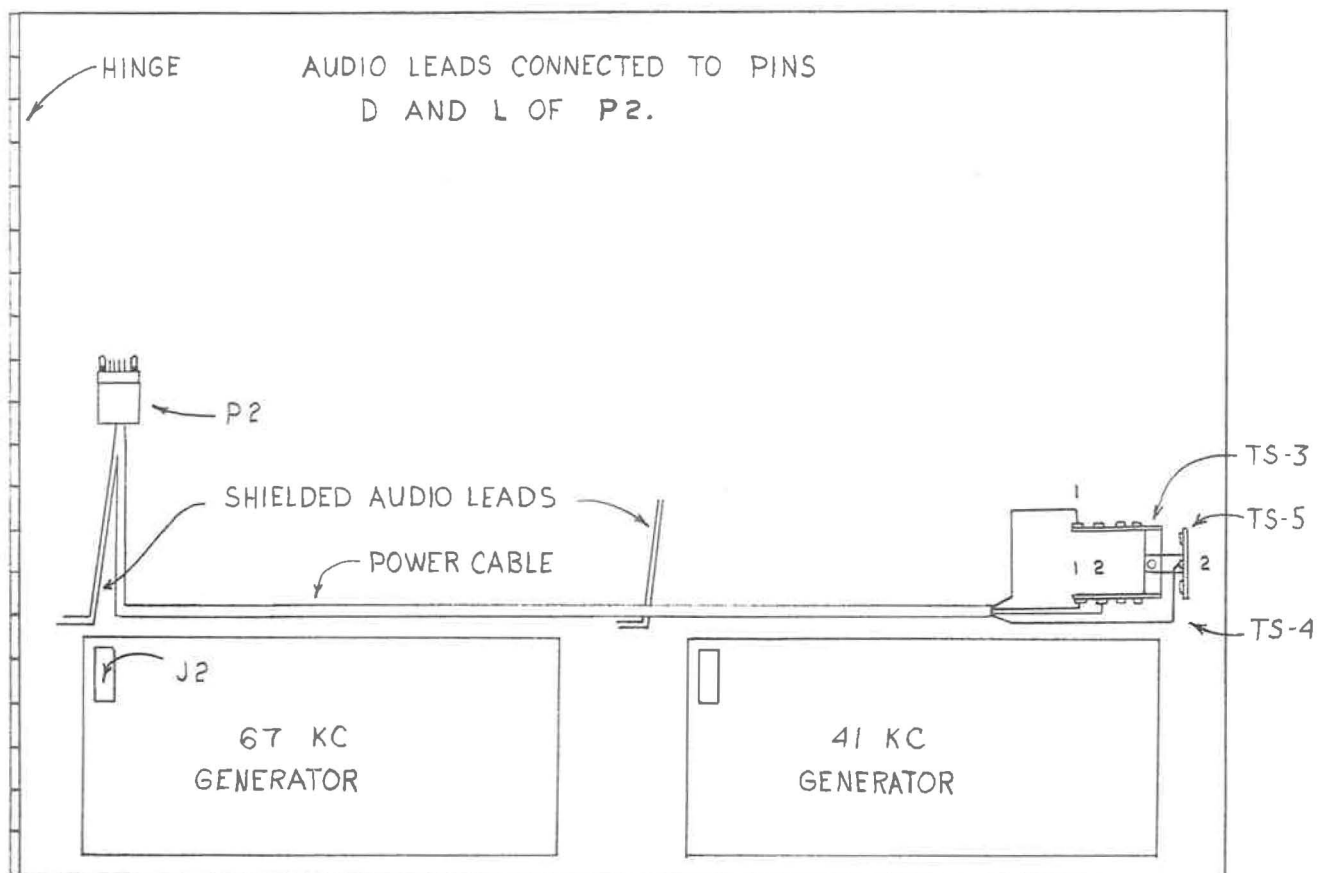 HINGE
AUDIO LEADS CONNECTED TO PINS
D AND L OF P2.
P2
TS-3
SHIELDED AUDIO LEADS
1
TS-5
POWER CABLE
1 2
2
TS-4
J2
67 KC
GENERATOR
41 KC
GENERATOR